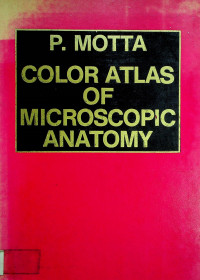 P. MOTTA
COLOR ATLAS
OF
MICROSCOPIC
ANATOMY